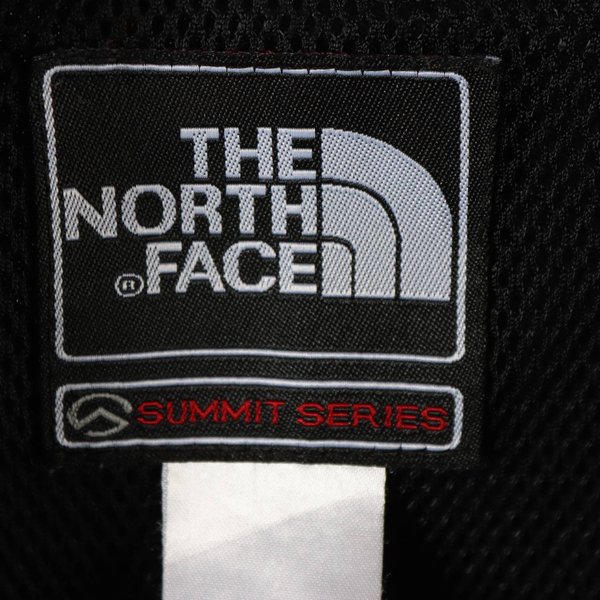 THE
NORTH
® FACE
SUMMIT SERIES